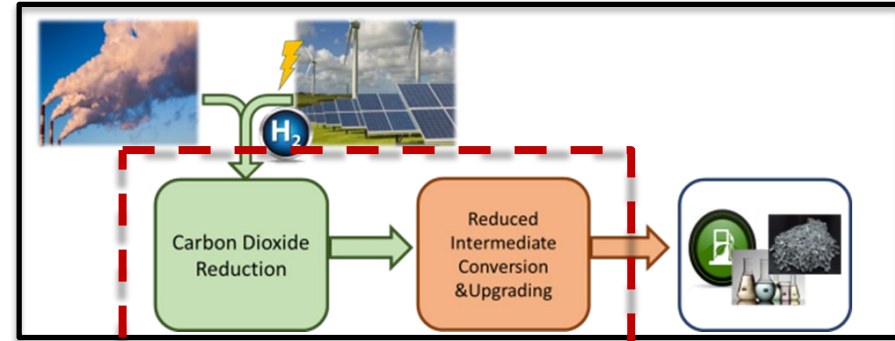 H₂
Carbon Dioxide
Reduction
Reduced
Intermediate
Conversion
&Upgrading